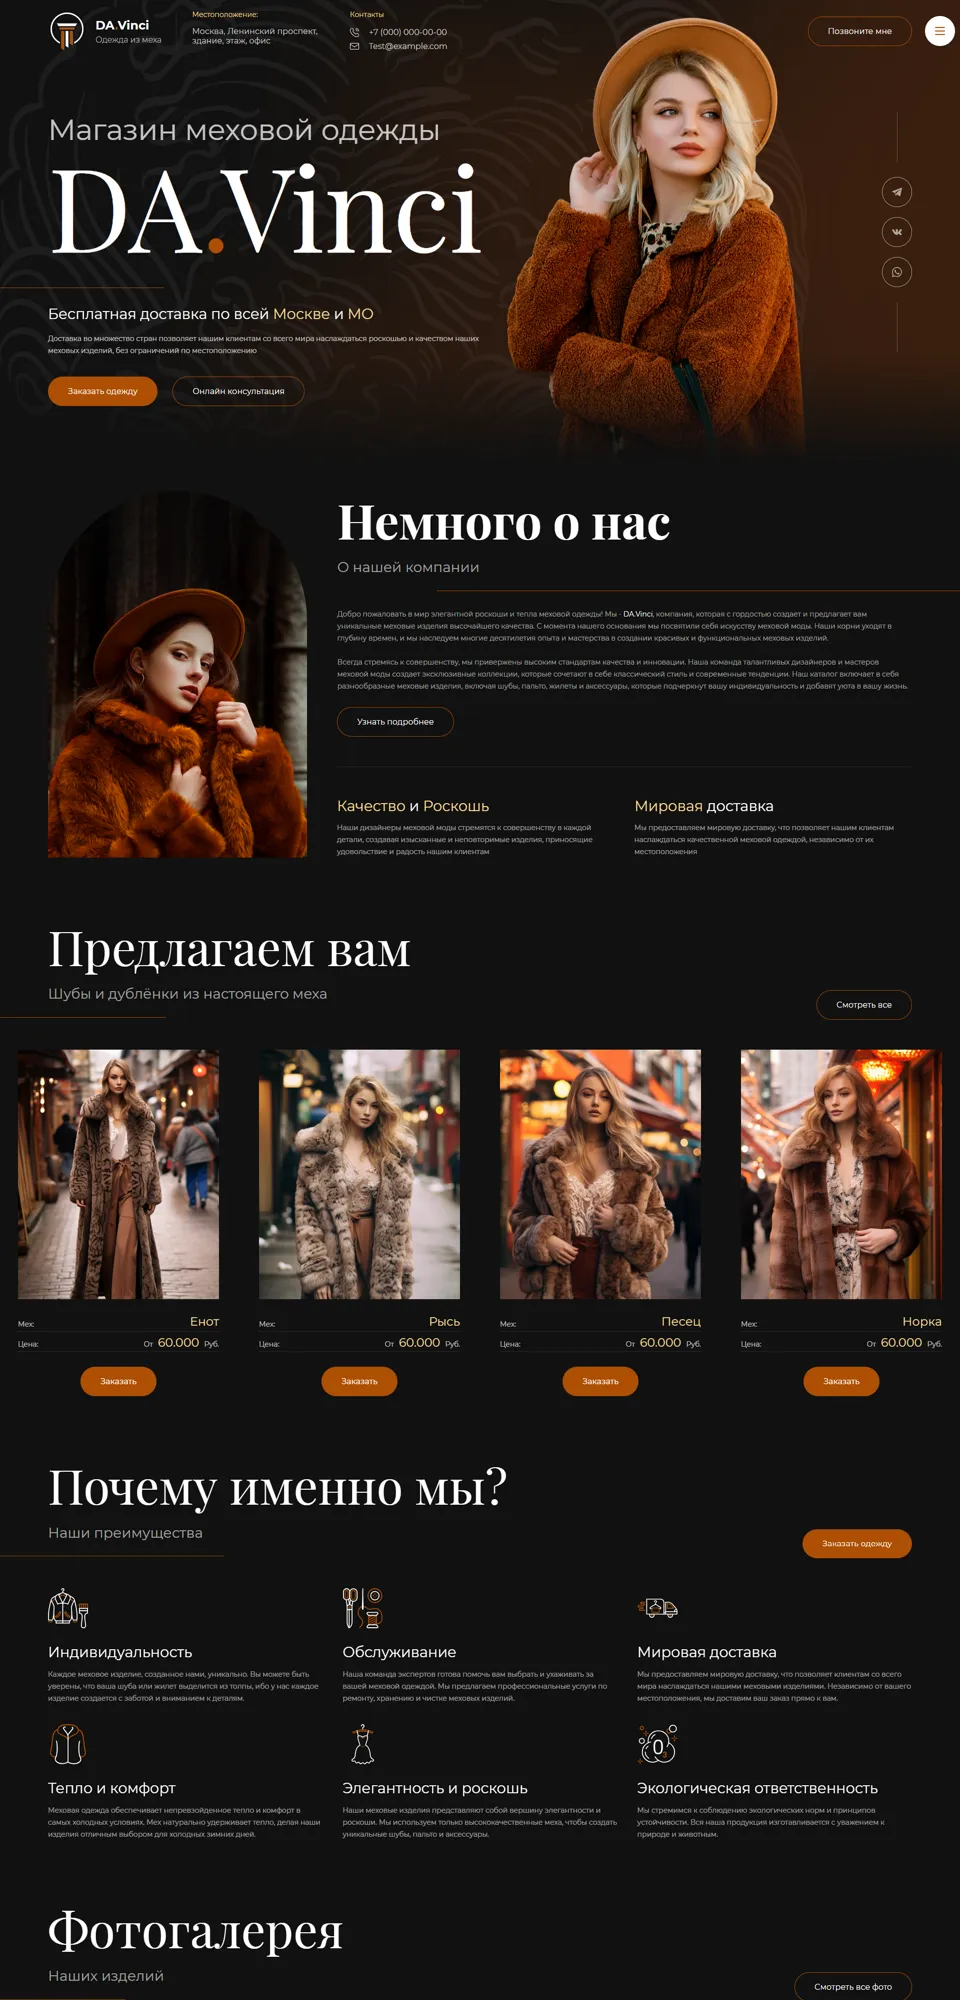 DA.Vinci
Одежда из меха
Местоположение:
Москва, Ленинский проспект,
здание, этаж, офис
Контакты
+7 (000) 000-00-00
Test@example.com
Позвоните мне
Магазин меховой одежды
DA.Vinci
Бесплатная доставка по всей Москве и МО
Доставка во множество стран позволяет нашим клиентам со всего мира наслаждаться роскошью и качеством наших
меховых изделий, без ограничений по местоположению
Заказать одежду
Онлайн консультация
Немного о нас
О нашей компании
Добро пожаловать в мир элегантной роскоши и тепла меховой одежды! Мы - DA.Vinci, компания, которая с гордостью создает и предлагает вам
уникальные меховые изделия высочайшего качества. С момента нашего основания мы посвятили себя искусству меховой моды. Наши корни уходят в
глубину времен, и мы наследуем многие десятилетия опыта и мастерства в создании красивых и функциональных меховых изделий.
Всегда стремясь к совершенству, мы привержены высоким стандартам качества и инновации. Наша команда талантливых дизайнеров и мастеров
меховой моды создает эксклюзивные коллекции, которые сочетают в себе классический стиль и современные тенденции. Наш каталог включает в себя
разнообразные меховые изделия, включая шубы, пальто, жилеты и аксессуары, которые подчеркнут вашу индивидуальность и добавят уюта в вашу жизнь.
Узнать подробнее
Качество и Роскошь
Наши дизайнеры меховой моды стремятся к совершенству в каждой
детали, создавая изысканные и неповторимые изделия, приносящие
удовольствие и радость нашим клиентам
Мировая доставка
Мы предоставляем мировую доставку, что позволяет нашим клиентам
наслаждаться качественной меховой одеждой, независимо от их
местоположения
Предлагаем вам
Шубы и дублёнки из настоящего меха
Смотреть все
Мех: Енот
Цена: От 60.000 Руб.
Заказать
Мех: Рысь
Цена: От 60.000 Руб.
Заказать
Мех: Песец
Цена: От 60.000 Руб.
Заказать
Мех: Норка
Цена: От 60.000 Руб.
Заказать
Почему именно мы?
Наши преимущества
Заказать одежду
Индивидуальность
Каждое меховое изделие, созданное нами, уникально. Вы можете быть
уверены, что ваша шуба или жилет выделится из толпы, ибо у нас каждое
изделие создается с заботой и вниманием к деталям.
Обслуживание
Наша команда экспертов готова помочь вам выбрать и ухаживать за
вашей меховой одеждой. Мы предлагаем профессиональные услуги по
ремонту, хранению и чистке меховых изделий.
Мировая доставка
Мы предоставляем мировую доставку, что позволяет клиентам со всего
мира наслаждаться нашими меховыми изделиями. Независимо от вашего
местоположения, мы доставим ваш заказ прямо к вам.
Тепло и комфорт
Меховая одежда обеспечивает непревзойденное тепло и комфорт в
самых холодных условиях. Мех натурально удерживает тепло, делая наши
изделия отличным выбором для холодных зимних дней.
Элегантность и роскошь
Наши меховые изделия представляют собой вершину элегантности и
роскоши. Мы используем только высококачественные меха, чтобы создать
уникальные шубы, пальто и аксессуары.
Экологическая ответственность
Мы стремимся к соблюдению экологических норм и принципов
устойчивости. Вся наша продукция изготавливается с уважением к
природе и животным.
Фотогалерея
Наших изделий
Смотреть все фото